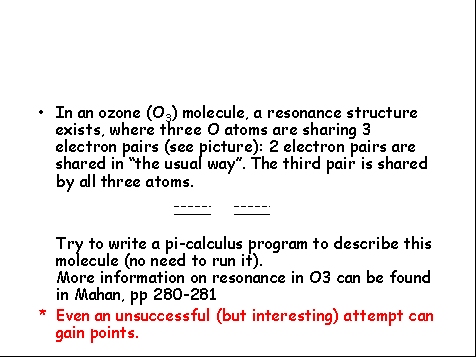 • In an ozone (O3) molecule, a resonance structure
exists, where three O atoms are sharing 3
electron pairs (see picture): 2 electron pairs are
shared in “the usual way”. The third pair is shared
by all three atoms.
Try to write a pi-calculus program to describe this
molecule (no need to run it).
More information on resonance in O3 can be found
in Mahan, pp 280-281
* Even an unsuccessful (but interesting) attempt can
gain points.